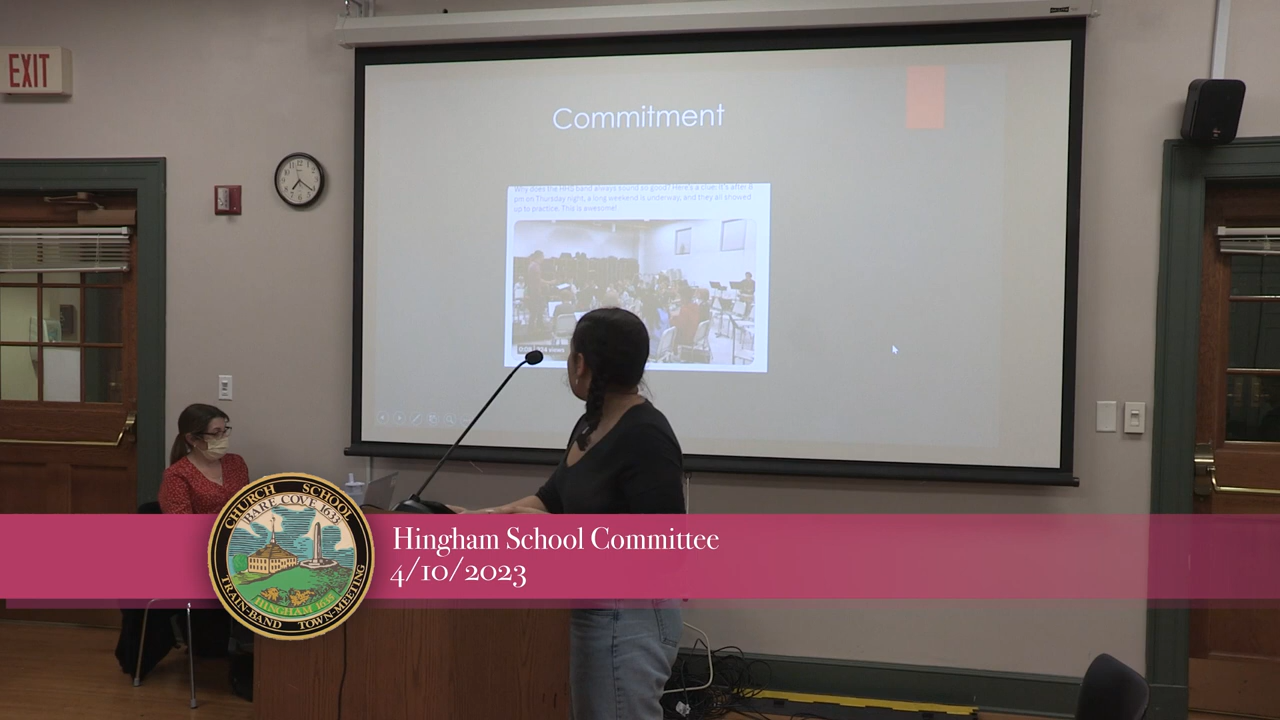 EXIT
Commitment
Why does the HHS band always sound so good? Here's a clue: It's after 8
pm on Thursday night, a long weekend is underway, and they all showed
up to practice. This is awesome!
Hingham School Committee
4/10/2023
CHURCH SCHOOL
BARE COVE 1633
HINGHAM 1635
TRAIN-BAND TOWN-MEETING